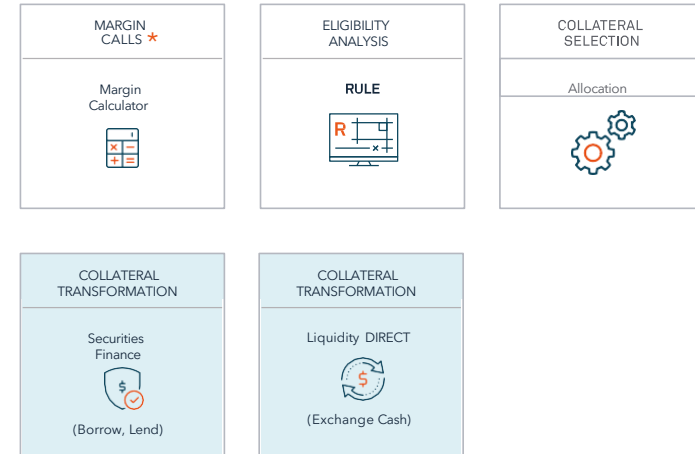 MARGIN
CALLS *
Margin
Calculator
ELIGIBILITY
ANALYSIS
RULE
R
COLLATERAL
SELECTION
Allocation
COLLATERAL
TRANSFORMATION
Securities
Finance
$
(Borrow, Lend)
COLLATERAL
TRANSFORMATION
Liquidity DIRECT
$
(Exchange Cash)